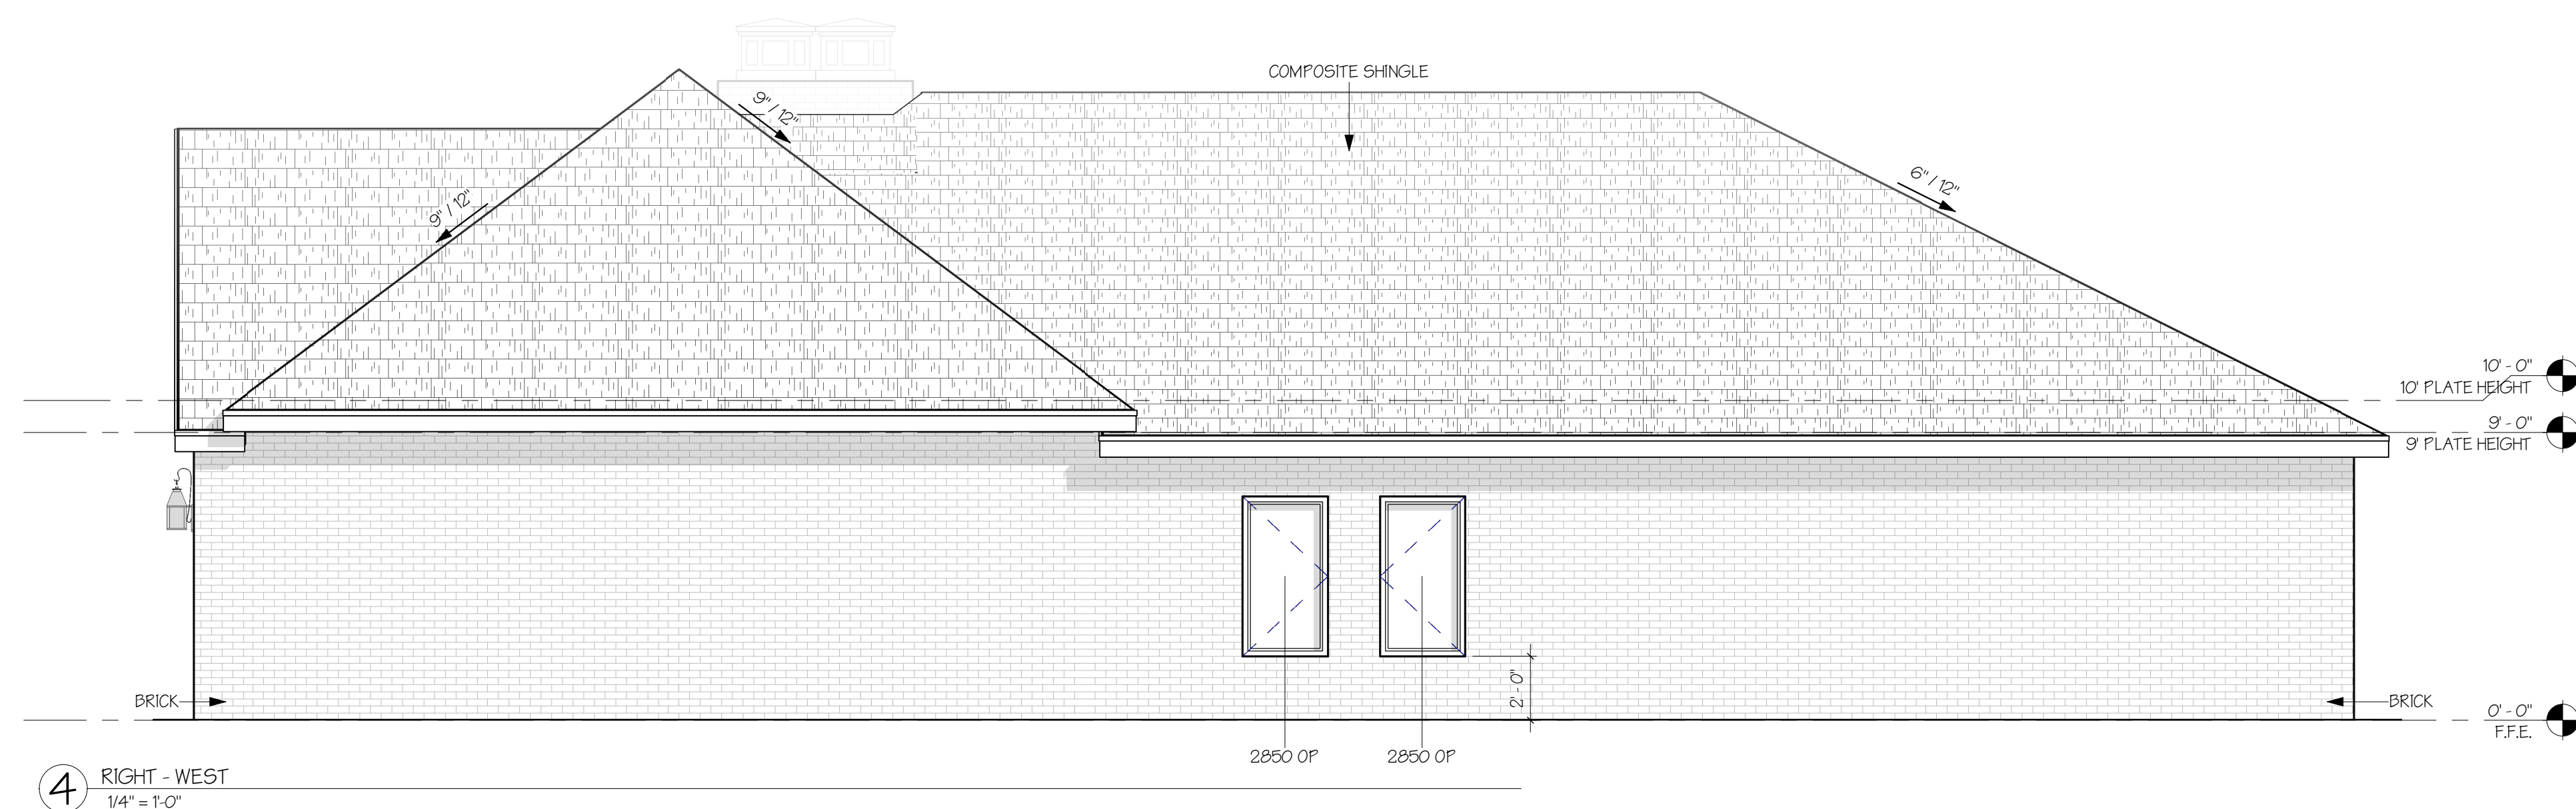 COMPOSITE SHINGLE
9" / 12"
9" / 12"
6" / 12"
10' - 0"
10' PLATE HEIGHT
9' - 0"
9' PLATE HEIGHT
2' - 0"
BRICK
BRICK
0' - 0"
F.F.E.
2850 OP
2850 OP
4
RIGHT - WEST
1/4" = 1'-0"